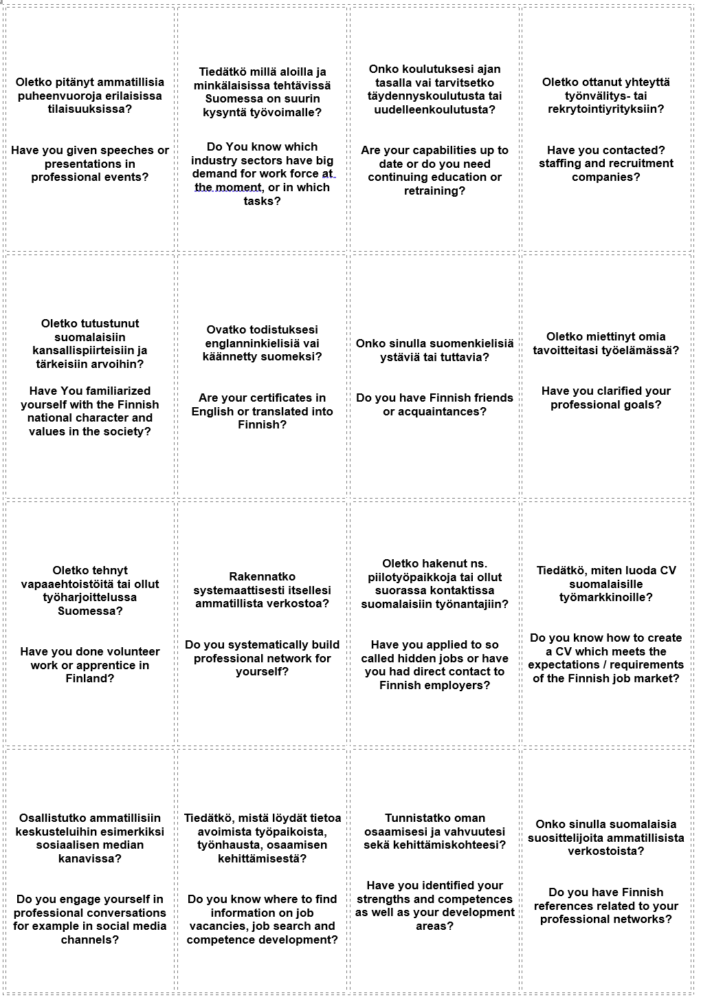 Oletko pitänyt ammatillisia
puheenvuoroja erilaisissa
tilaisuuksissa?
Have you given speeches or
presentations in
professional events?
Tiedätkö millä aloilla ja
minkälaisissa tehtävissä
Suomessa on suurin
kysyntä työvoimalle?
Do You know which
industry sectors have big
demand for work force at
the moment, or in which
tasks?
Onko koulutuksesi ajan
tasalla vai tarvitsetko
täydennyskoulutusta tai
uudelleenkoulutusta?
Are your capabilities up to
date or do you need
continuing education or
retraining?
Oletko ottanut yhteyttä
työnvälitys- tai
rekrytointiyrityksiin?
Have you contacted?
staffing and recruitment
companies?
Oletko tutustunut
suomalaisiin
kansallispiirteisiin ja
tärkeisiin arvoihin?
Have You familiarized
yourself with the Finnish
national character and
values in the society?
Ovatko todistuksesi
englanninkielisiä vai
käännetty suomeksi?
Are your certificates in
English or translated into
Finnish?
Onko sinulla suomenkielisiä
ystäviä tai tuttavia?
Do you have Finnish friends
or acquaintances?
Oletko miettinyt omia
tavoitteitasi työelämässä?
Have you clarified your
professional goals?
Oletko tehnyt
vapaaehtoistöitä tai ollut
työharjoittelussa
Suomessa?
Have you done volunteer
work or apprentice in
Finland?
Rakennatko
systemaattisesti itsellesi
ammatillista verkostoa?
Do you systematically build
professional network for
yourself?
Oletko hakenut ns.
piilotyöpaikkoja tai ollut
suorassa kontaktissa
suomalaisiin työnantajiin?
Have you applied to so
called hidden jobs or have
you had direct contact to
Finnish employers?
Tiedätkö, miten luoda CV
suomalaisille
työmarkkinoille?
Do you know how to create
a CV which meets the
expectations / requirements
of the Finnish job market?
Osallistutko ammatillisiin
keskusteluihin esimerkiksi
sosiaalisen median
kanavissa?
Do you engage yourself in
professional conversations
for example in social media
channels?
Tiedätkö, mistä löydät tietoa
avoimista työpaikoista,
työnhausta, osaamisen
kehittämisestä?
Do you know where to find
information on job
vacancies, job search and
competence development?
Tunnistatko oman
osaamisesi ja vahvuutesi
sekä kehittämiskohteesi?
Have you identified your
strengths and competences
as well as your development
areas?
Onko sinulla suomalaisia
suosittelijoita ammatillisista
verkostoista?
Do you have Finnish
references related to your
professional networks?